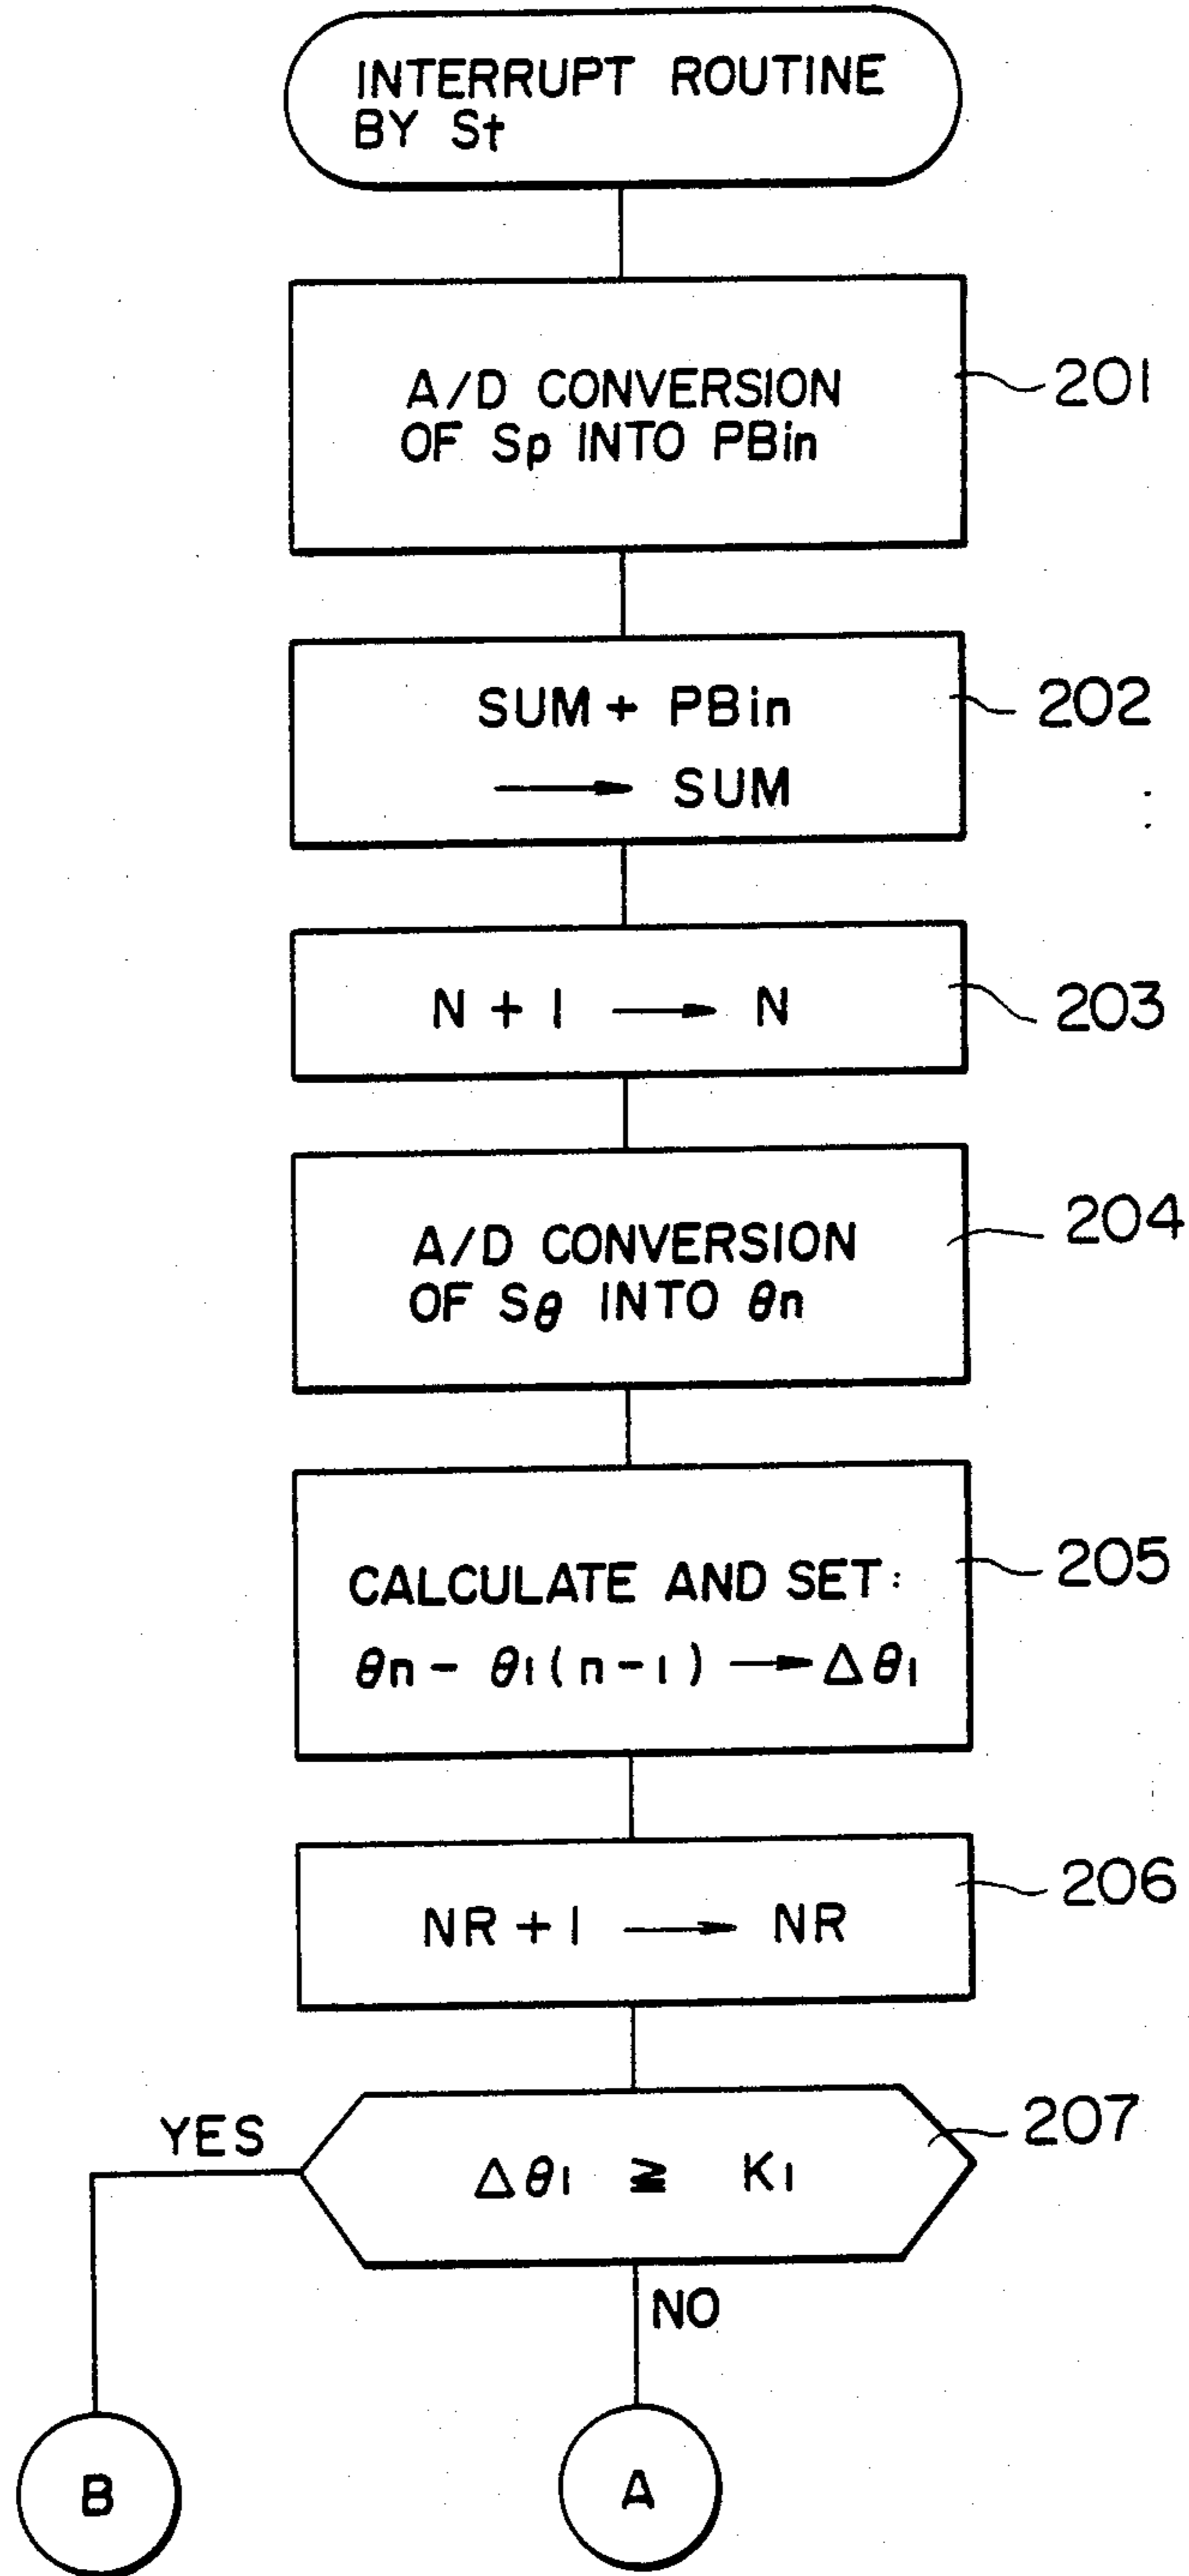 INTERRUPT ROUTINE
BY St
A/D CONVERSION
OF Sp INTO PBin
201
SUM + PBin
→ SUM
202
N + 1 → N
203
A/D CONVERSION
OF Sθ INTO θn
204
CALCULATE AND SET:
θn - θ1(n-1) → Δθ1
205
NR + 1 → NR
206
Δθ1 ≧ K1
207
YES
NO
B
A